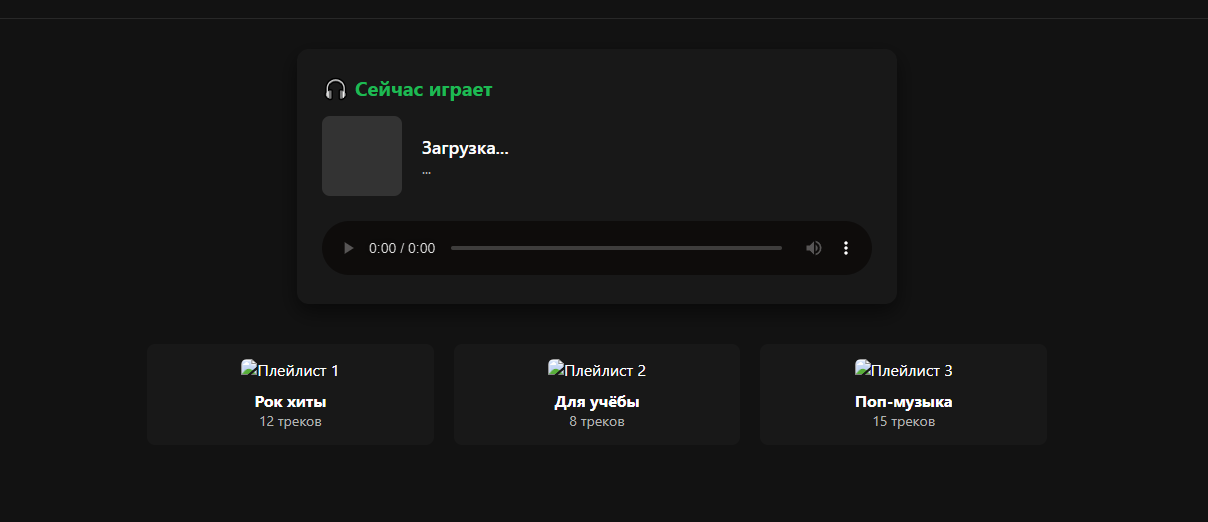 🎧 Сейчас играет
Загрузка...
...
0:00 / 0:00
Плейлист 1
Плейлист 2
Плейлист 3
Рок хиты
Для учёбы
Поп-музыка
12 треков
8 треков
15 треков